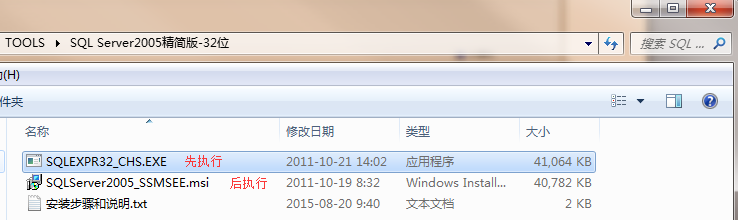 TOOLS ▸ SQL Server2005精简版-32位 搜索 SQL ...
(H)
件夹
名称 修改日期 类型 大小
SQLEXPR32_CHS.EXE 先执行 2011-10-21 14:02 应用程序 41,064 KB
SQLServer2005_SSMSEE.msi 后执行 2011-10-19 8:32 Windows Install... 40,782 KB
安装步骤和说明.txt 2015-08-20 9:40 文本文档 2 KB